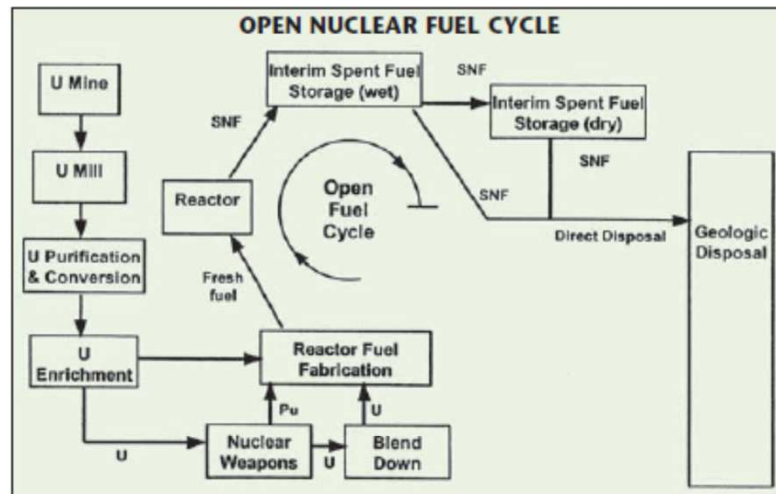 OPEN NUCLEAR FUEL CYCLE
U Mine
U Mill
U Purification
& Conversion
U
Enrichment
U
Nuclear
Weapons
U
Blend
Down
Pu
U
Reactor Fuel
Fabrication
Fresh
fuel
Reactor
SNF
Interim Spent Fuel
Storage (wet)
SNF
Interim Spent Fuel
Storage (dry)
SNF
SNF
Open
Fuel
Cycle
Direct Disposal
Geologic
Disposal